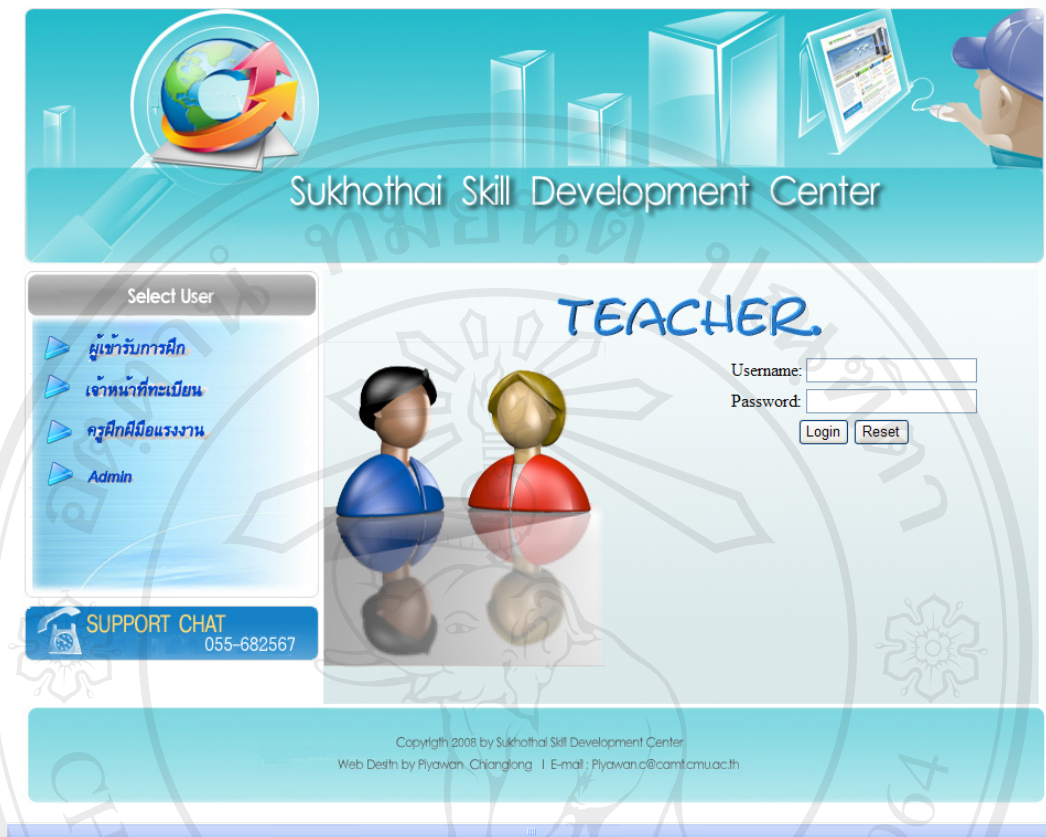 Sukhothai Skill Development Center
Select User
ผู้เข้ารับการฝึก
เจ้าหน้าที่ทะเบียน
ครูฝึกฝีมือแรงงาน
Admin
TEACHER.
Username:
Password:
Login Reset
SUPPORT CHAT
055-682567
Copyrigth 2008 by Sukhothai Skill Development Center
Web Desitn by Piyawan Chianglong | E-mail : Piyawan.c@camt.cmu.ac.th